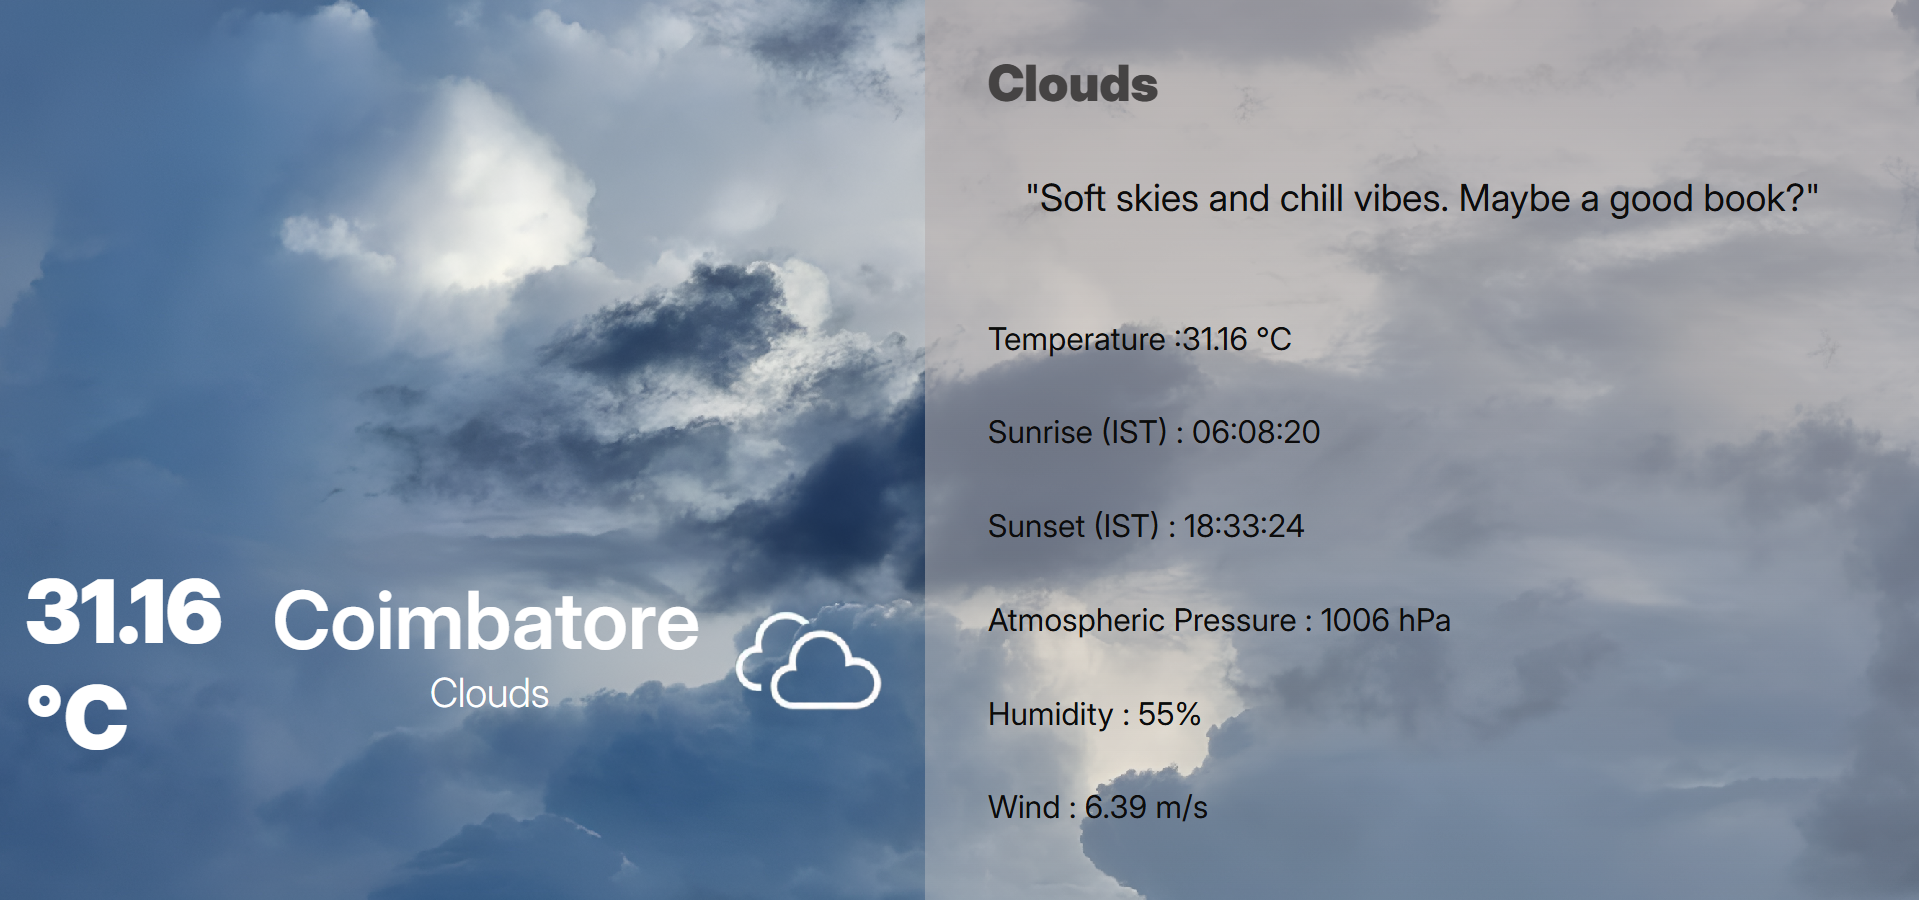 31.16
°C
Coimbatore
Clouds
Clouds
"Soft skies and chill vibes. Maybe a good book?"
Temperature :31.16 °C
Sunrise (IST) : 06:08:20
Sunset (IST) : 18:33:24
Atmospheric Pressure : 1006 hPa
Humidity : 55%
Wind : 6.39 m/s